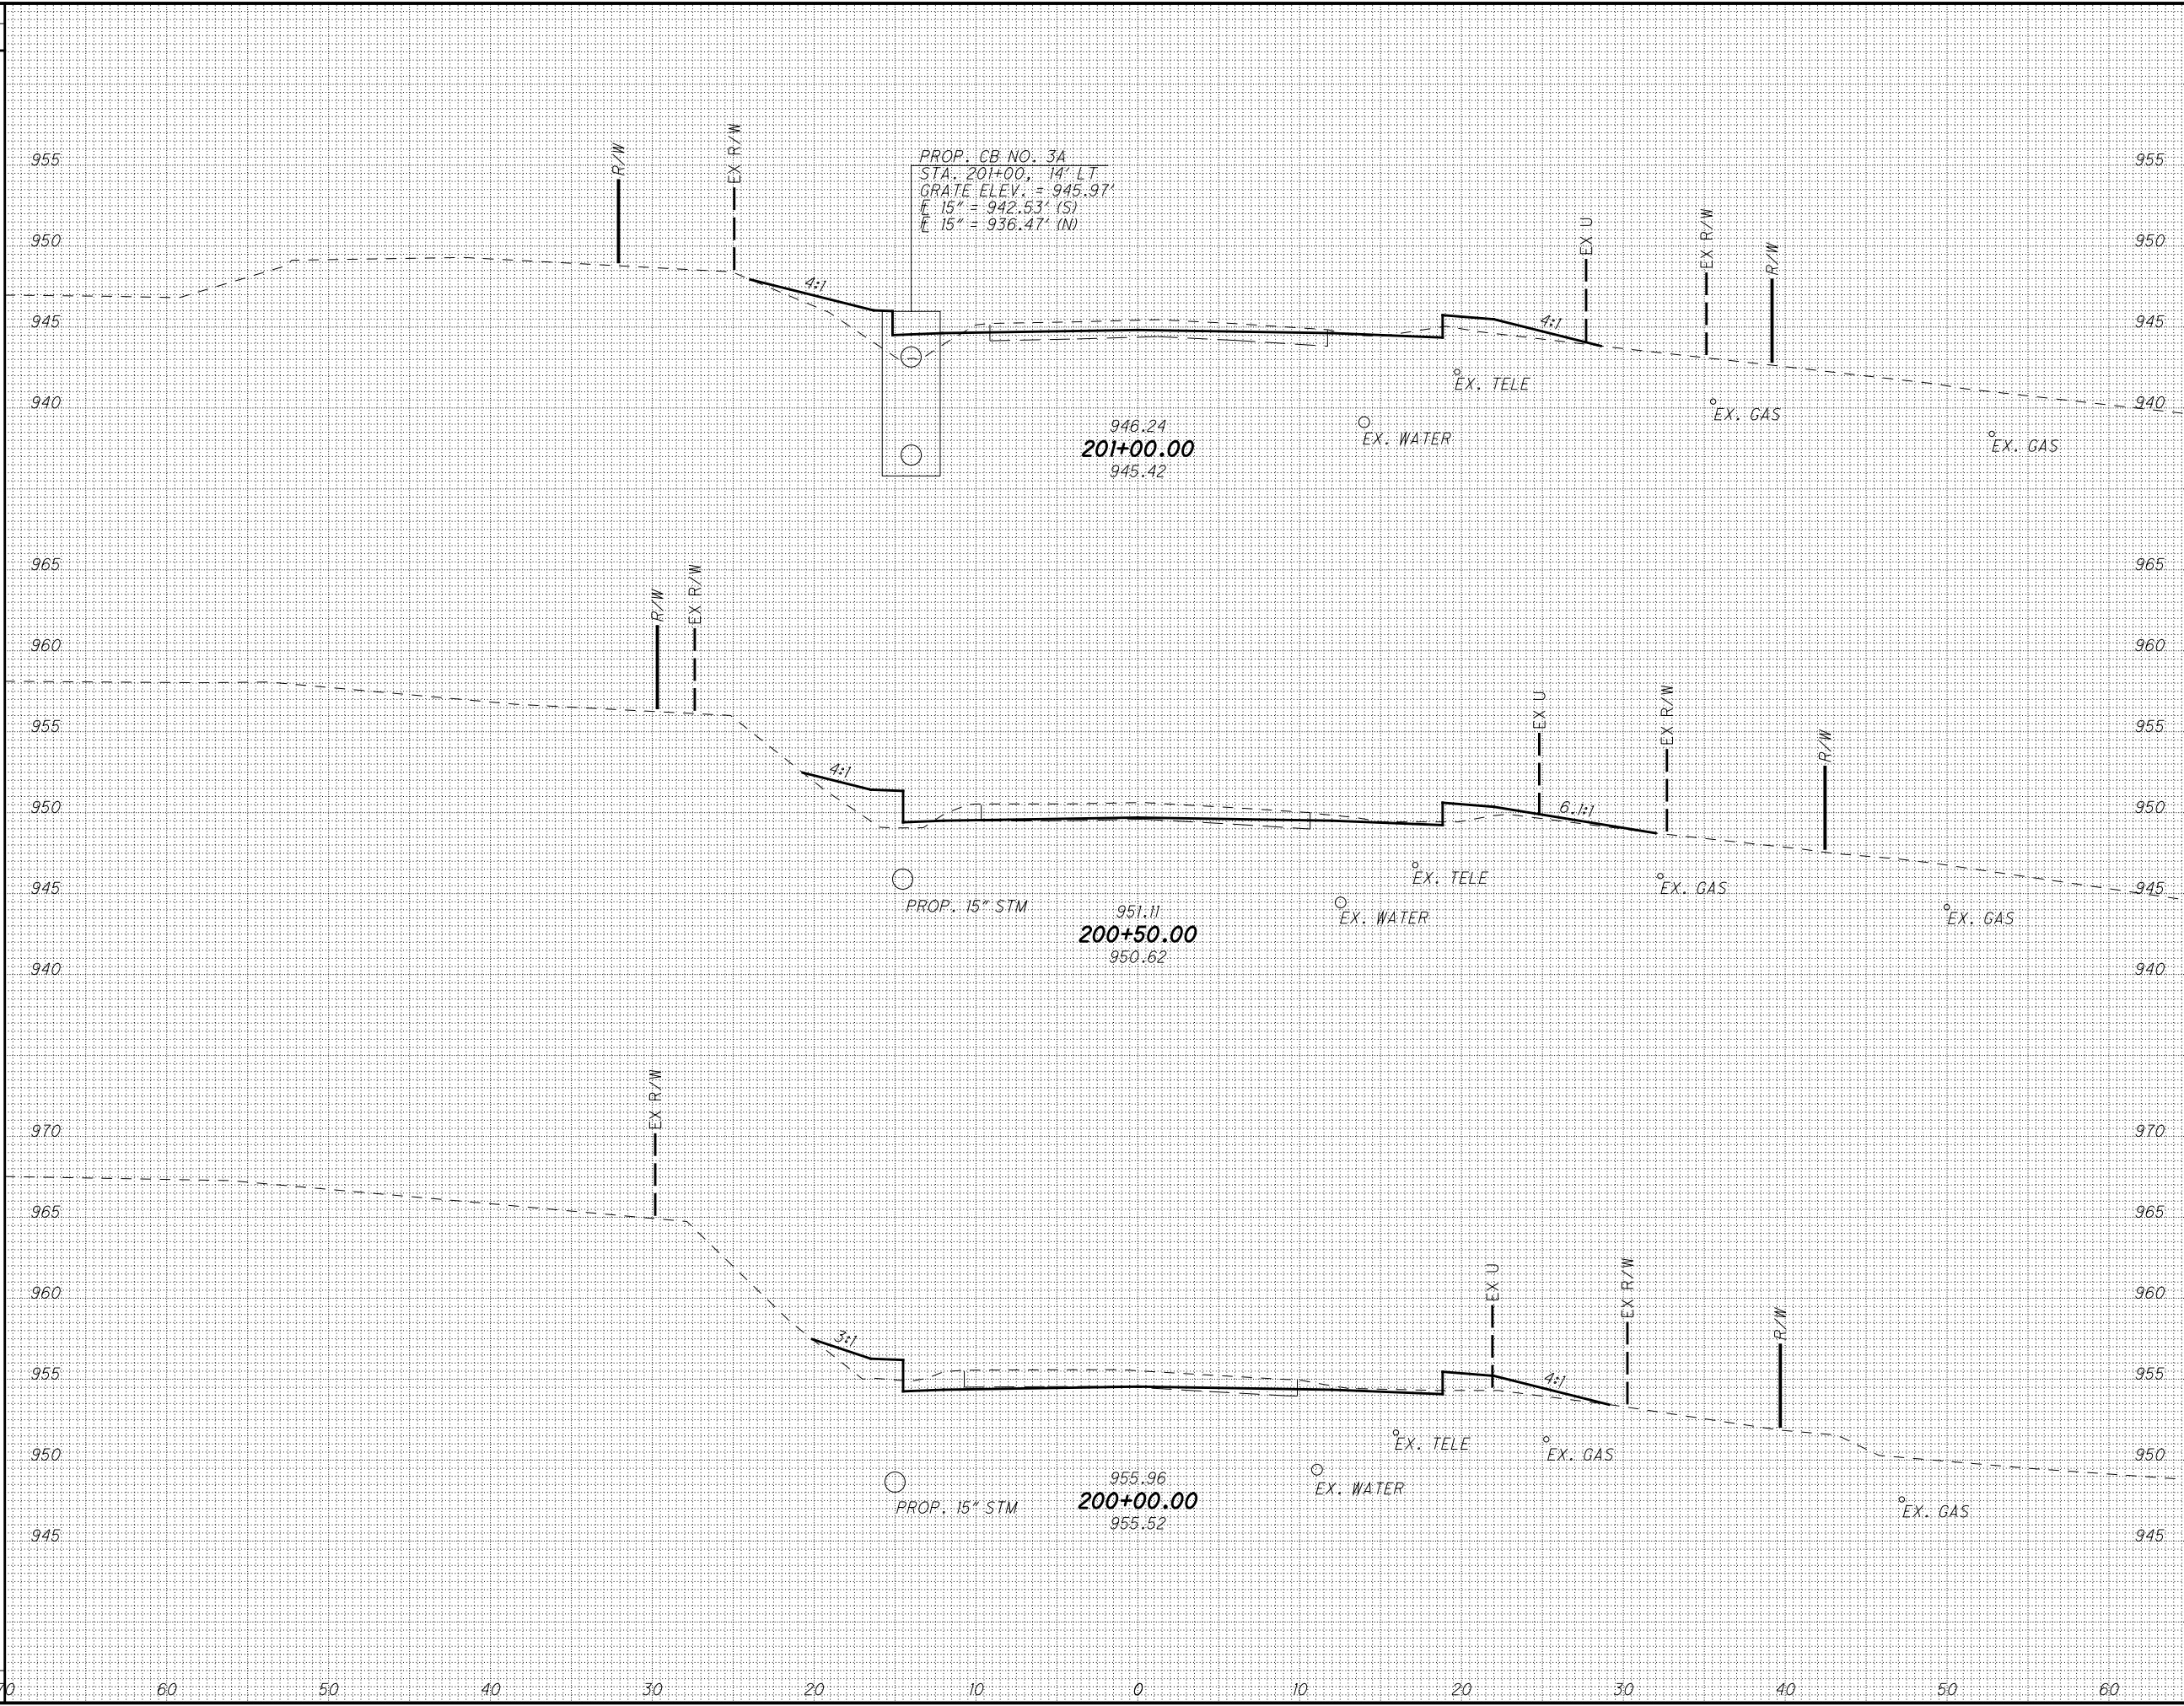 EX R/W
R/W
PROP. CB NO. 3A
955
955
STA. 201+00, 14' LT
GRATE ELEV. = 945.97'
15" = 942.53' (S)
15" = 936.47' (N)
EX U
EX R/W
R/W
950
950
4:1
945
4:1
945
EX. TELE
940
EX. GAS
940
946.24
EX. WATER
EX. GAS
201+00.00
945.42
965
R/W
EX R/W
965
960
960
EX U
EX R/W
R/W
955
955
4:1
950
6.1:1
950
945
EX. TELE
EX. GAS
945
PROP. 15" STM
951.11
EX. WATER
EX. GAS
200+50.00
950.62
940
940
EX R/W
970
970
965
965
EX U
EX R/W
R/W
960
960
3:1
955
4:1
955
EX. TELE
EX. GAS
950
950
955.96
EX. WATER
PROP. 15" STM
200+00.00
EX. GAS
955.52
945
945
70 60 50 40 30 20 10 0 10 20 30 40 50 60